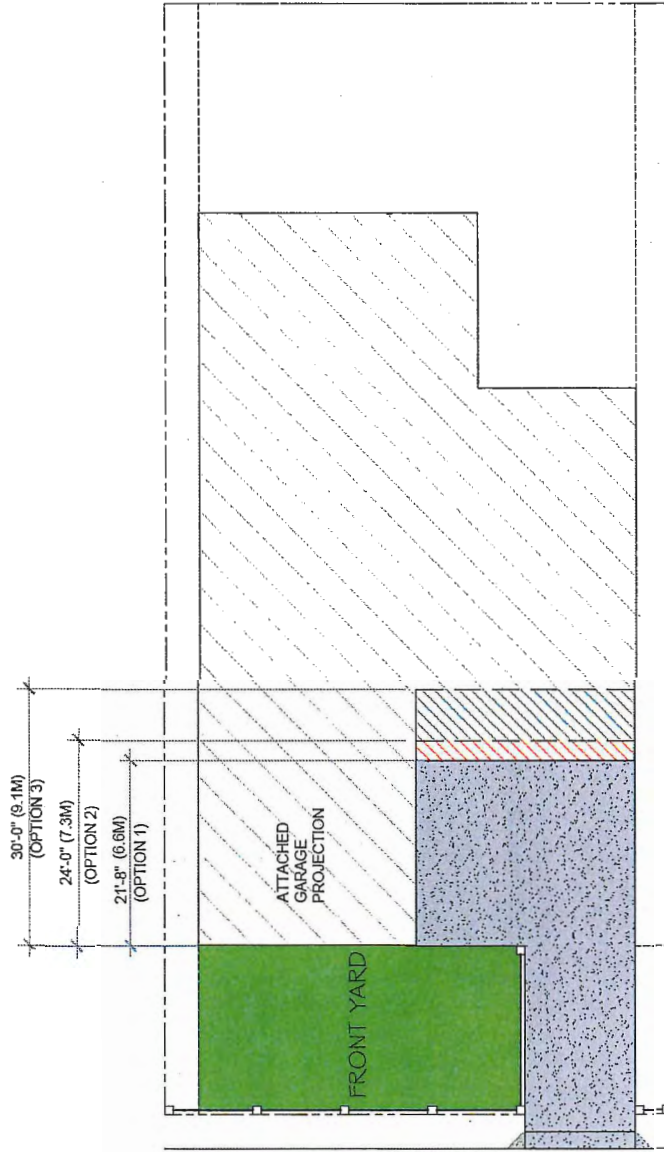 30'-0" (9.1M)
(OPTION 3)
24'-0" (7.3M)
(OPTION 2)
21'-8" (6.6M)
(OPTION 1)
ATTACHED
GARAGE
PROJECTION
FRONT YARD